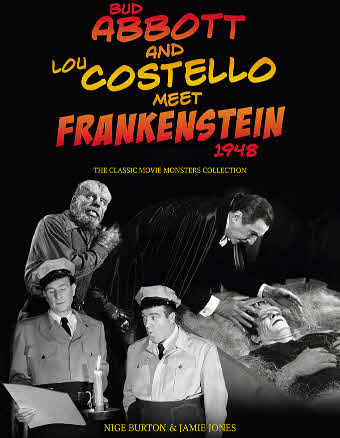 BUD
ABBOTT
AND
LOU COSTELLO
MEET
FRANKENSTEIN
1948
THE CLASSIC MOVIE MONSTERS COLLECTION
NIGE BURTON & JAMIE JONES